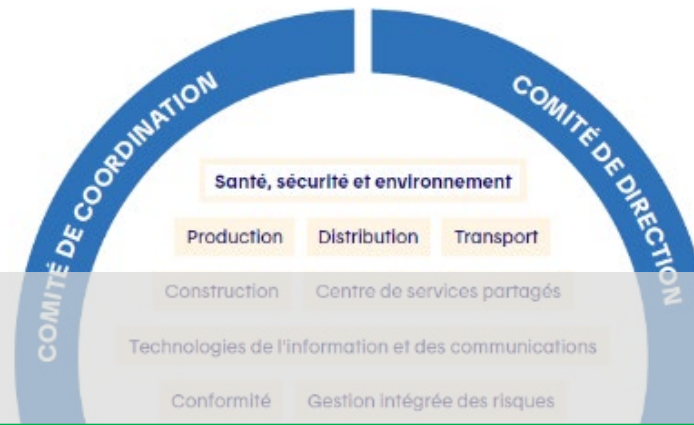 COMITÉ DE COORDINATION
COMITÉ DE DIRECTION
Santé, sécurité et environnement
Production Distribution Transport
Construction Centre de services partagés
Technologies de l'information et des communications
Conformité Gestion intégrée des risques